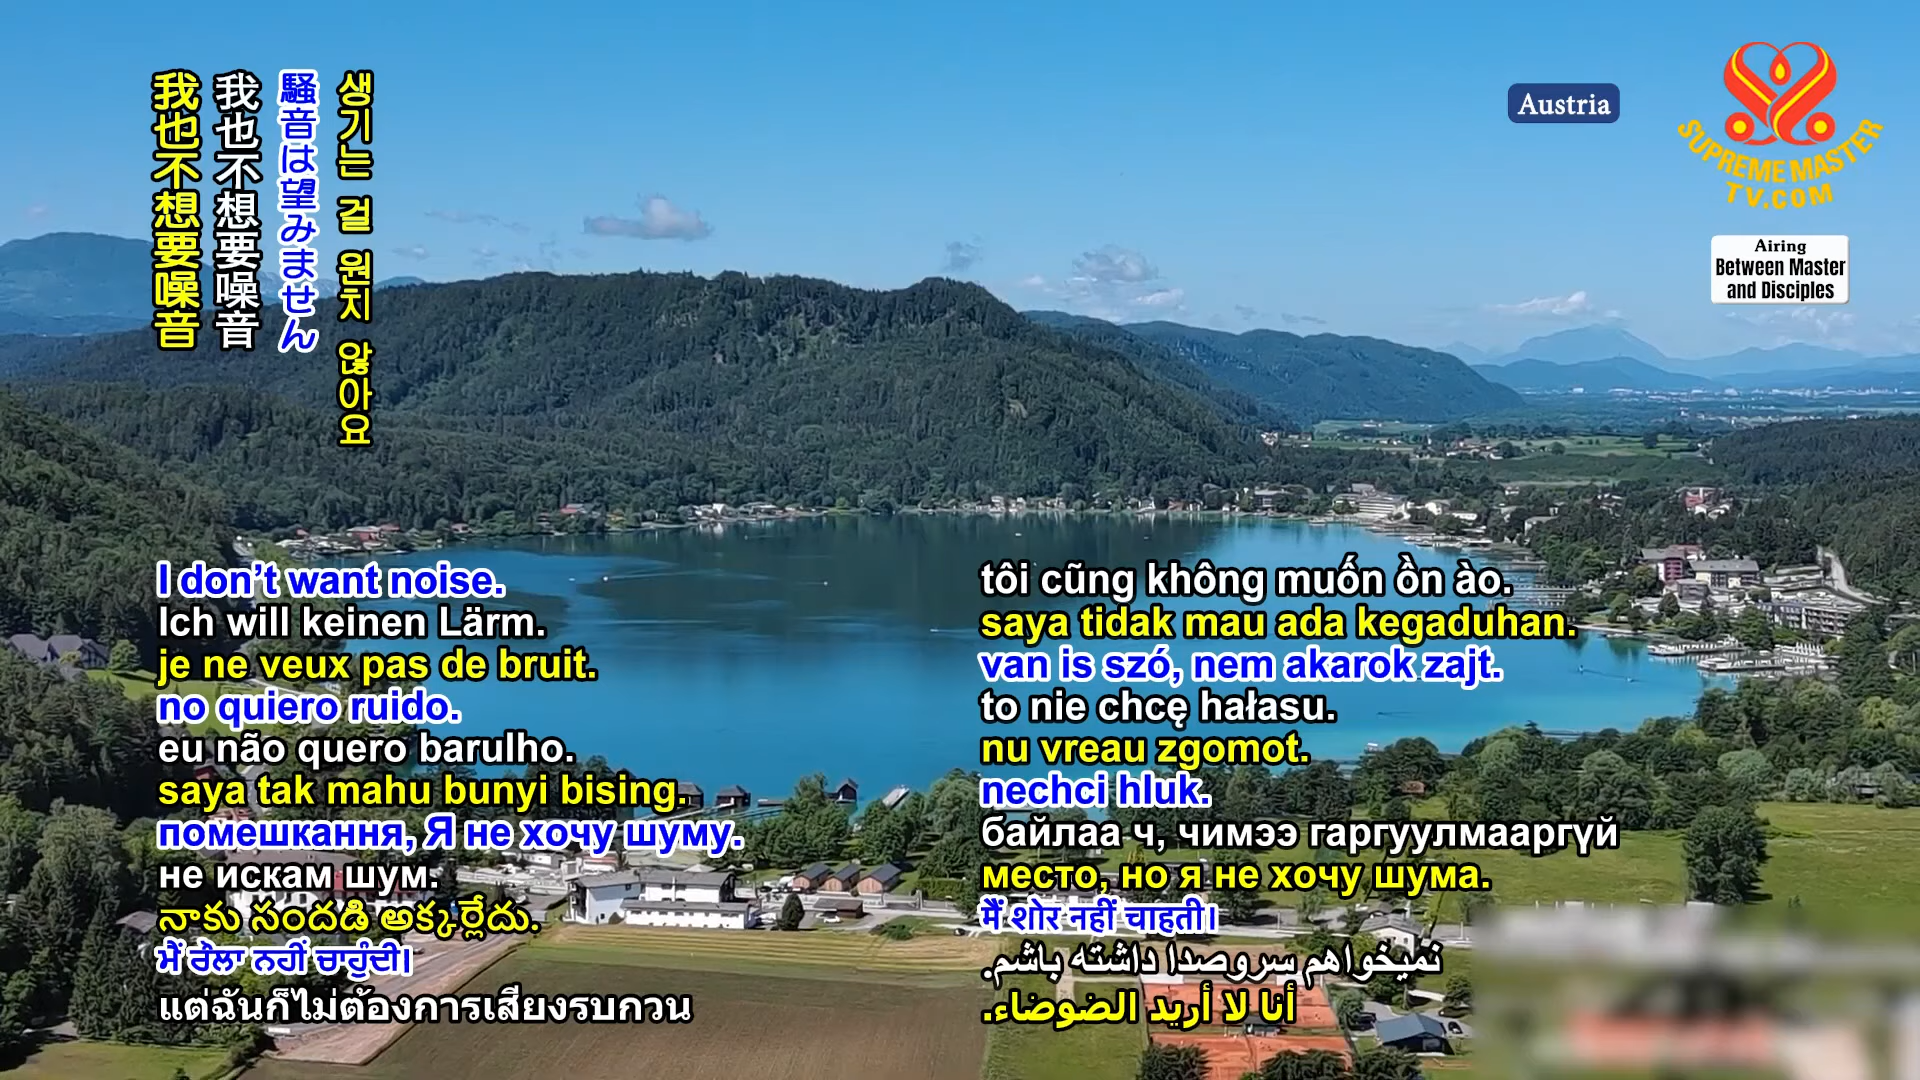 我也不想要噪音
我也不想要噪音
騒音は望みません
생기는 걸 원치 않아요
Austria
SUPREME MASTER
TV.COM
Airing
Between Master
and Disciples
I don't want noise.
Ich will keinen Lärm.
je ne veux pas de bruit.
no quiero ruido.
eu não quero barulho.
saya tak mahu bunyi bising.
помешкання, Я не хочу шуму.
не искам шум.
నాకు సందడి అక్కర్లేదు.
ਮੈਂ ਰੌਲਾ ਨਹੀਂ ਚਾਹੁੰਦੀ।
แต่ฉันก็ไม่ต้องการเสียงรบกวน
tôi cũng không muốn ồn ào.
saya tidak mau ada kegaduhan.
van is szó, nem akarok zajt.
to nie chcę hałasu.
nu vreau zgomot.
nechci hluk.
байлаа ч, чимээ гаргуулмааргүй
место, но я не хочу шума.
मैं शोर नहीं चाहती।
نمیخواهم سروصدا داشته باشم.
أنا لا أريد الضوضاء.